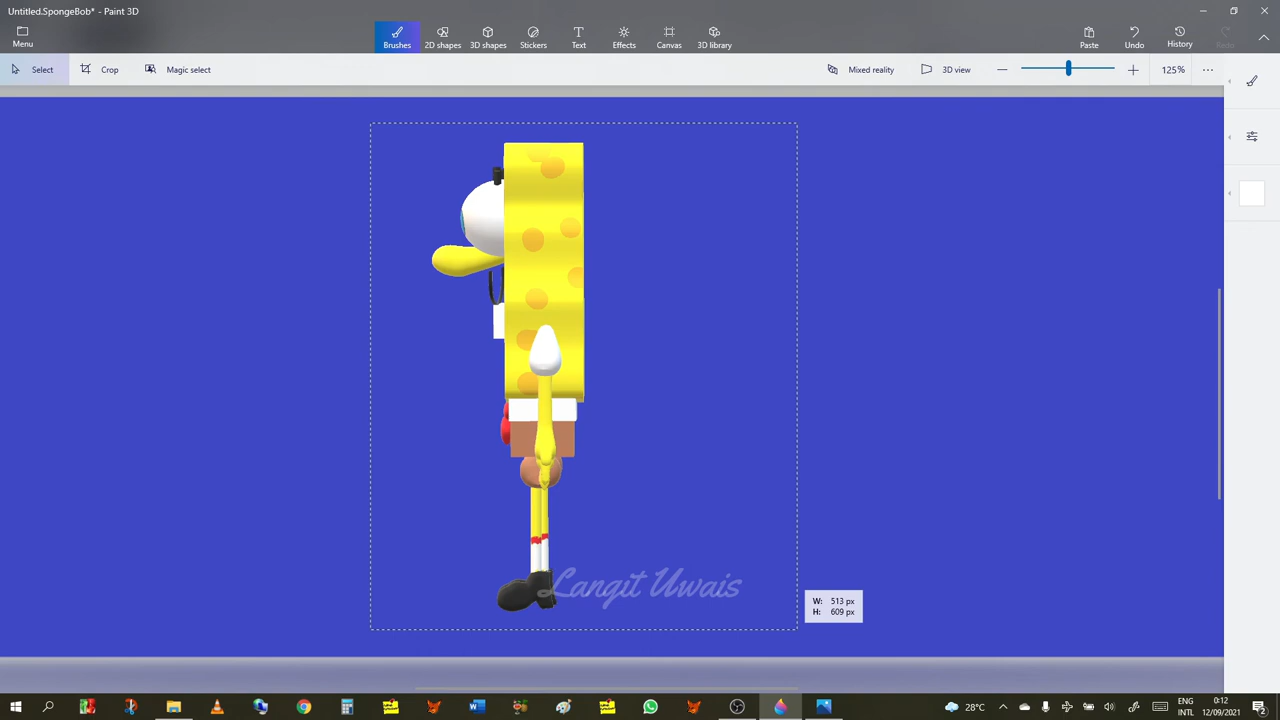 Untitled.SpongeBob* - Paint 3D
Menu
Brushes
2D shapes
3D shapes
Stickers
Text
Effects
Canvas
3D library
Paste
Undo
History
Redo
Select
Crop
Magic select
Mixed reality
3D view
125%
Langit Uwais
W: 513 px
H: 609 px
28°C
ENG
INTL
0:12
12/09/2021
2